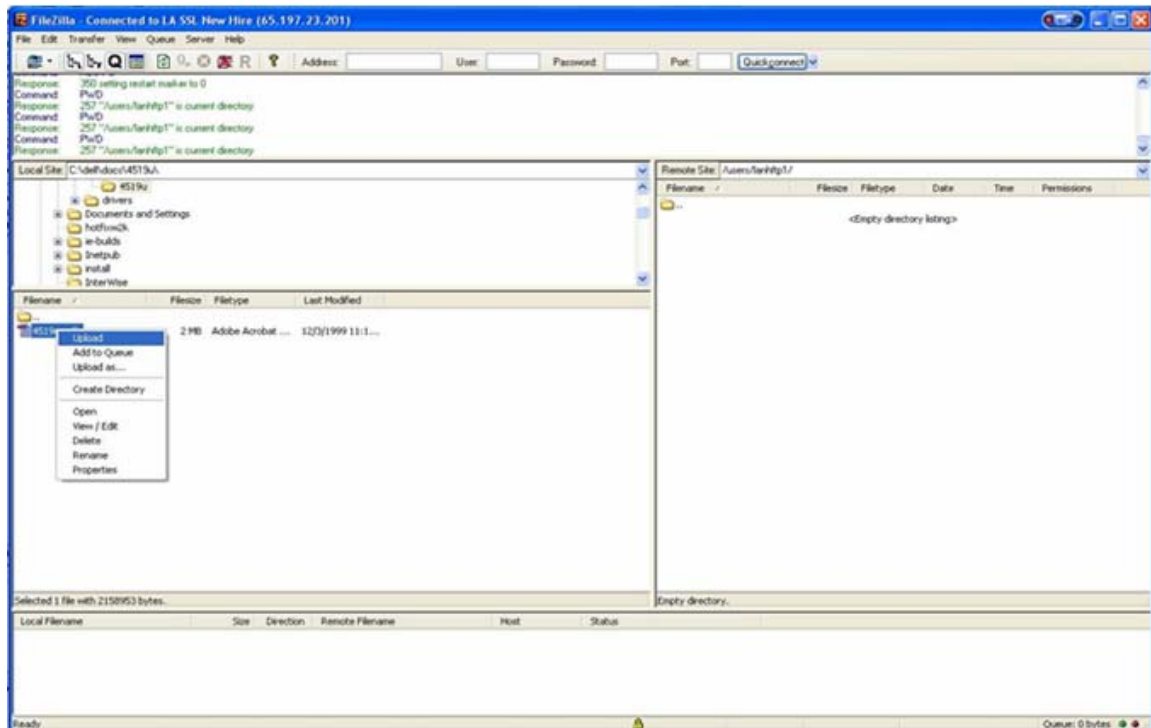 FileZilla - Connected to LA SSL New Hire (65.197.23.201)
File Edit Transfer View Queue Server Help
Address: User: Password: Port: Quickconnect
Response: 350 setting restart marker to 0
Command: PWD
Response: 257 "/users/lanhftp1" is current directory
Command: PWD
Response: 257 "/users/lanhftp1" is current directory
Command: PWD
Response: 257 "/users/lanhftp1" is current directory
Local Site: C:\dell\docs\4519u\
4519u
drivers
Documents and Settings
hotfixw2k
ie-builds
Inetpub
install
InterWise
Remote Site: /users/lanhftp1/
Filename / Filesize Filetype Date Time Permissions
..
<Empty directory listing>
Filename / Filesize Filetype Last Modified
..
2 MB Adobe Acrobat ... 12/3/1999 11:1...
Upload
Add to Queue
Upload as....
Create Directory
Open
View / Edit
Delete
Rename
Properties
Selected 1 file with 2158953 bytes.
Empty directory.
Local Filename Size Direction Remote Filename Host Status
Ready
Queue: 0 bytes